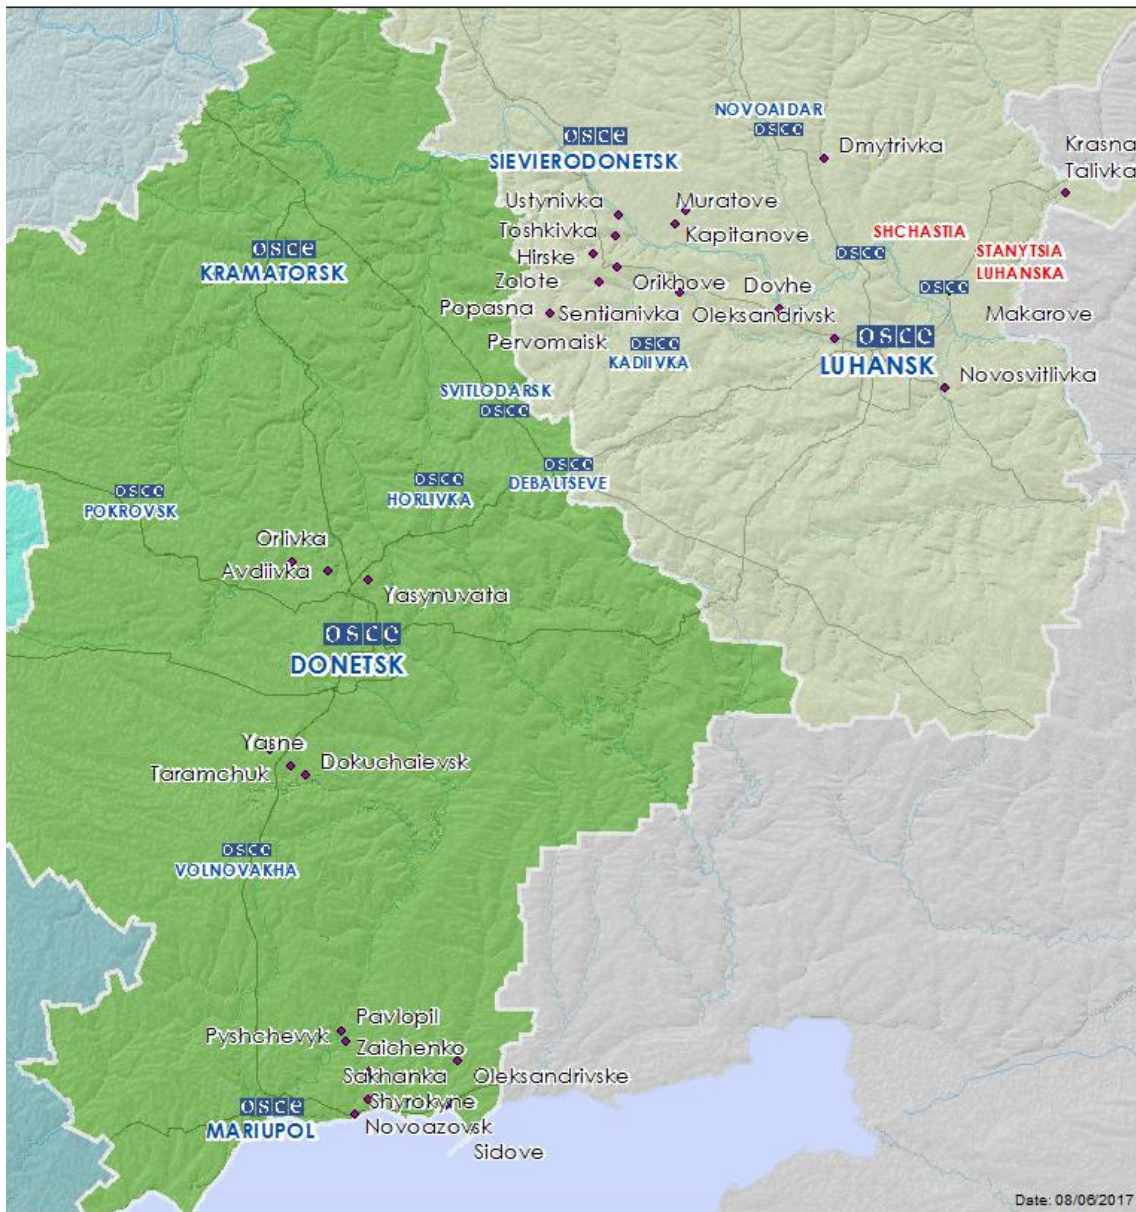 NOVOAIDAR
osce
osce
SIEVIERODONETSK
Dmytrivka
Krasna
Talivka
Ustynivka
Muratove
Toshkivka
Kapitanove
SHCHASTIA
osce
osce
KRAMATORSK
Hirske
STANYTSIA
LUHANSKA
osce
Zolote
Orikhove
Dovhe
Popasna
Sentianivka
Oleksandrivsk
Makarove
Pervomaisk
osce
KADIIVKA
osce
LUHANSK
Novosvitlivka
SVITLODARSK
osce
osce
DEBALTSEVE
osce
HORLIVKA
osce
POKROVSK
Orlivka
Avdiivka
Yasynuvata
osce
DONETSK
Yasne
Taramchuk
Dokuchaievsk
osce
VOLNOVAKHA
Pavlopil
Pyshchevyk
Zaichenko
Sakhanka
Oleksandrivske
osce
MARIUPOL
Shyrokyne
Novoazovsk
Sidove
Date: 08/06/2017